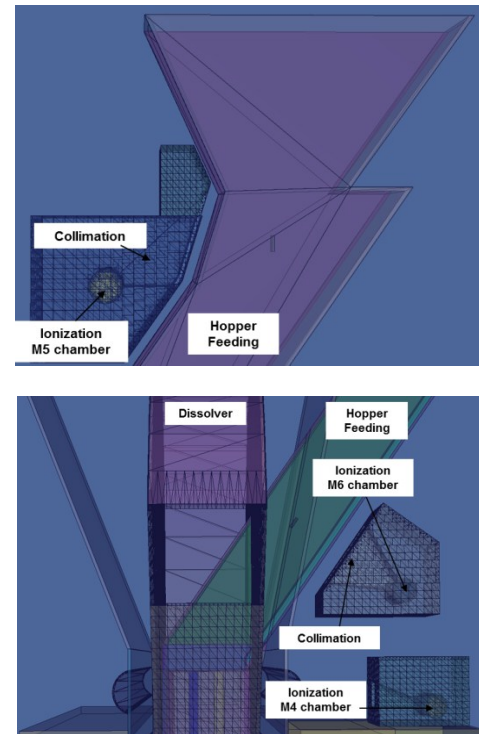 Collimation
Ionization
M5 chamber
Hopper
Feeding
Dissolver
Hopper
Feeding
Ionization
M6 chamber
Collimation
Ionization
M4 chamber